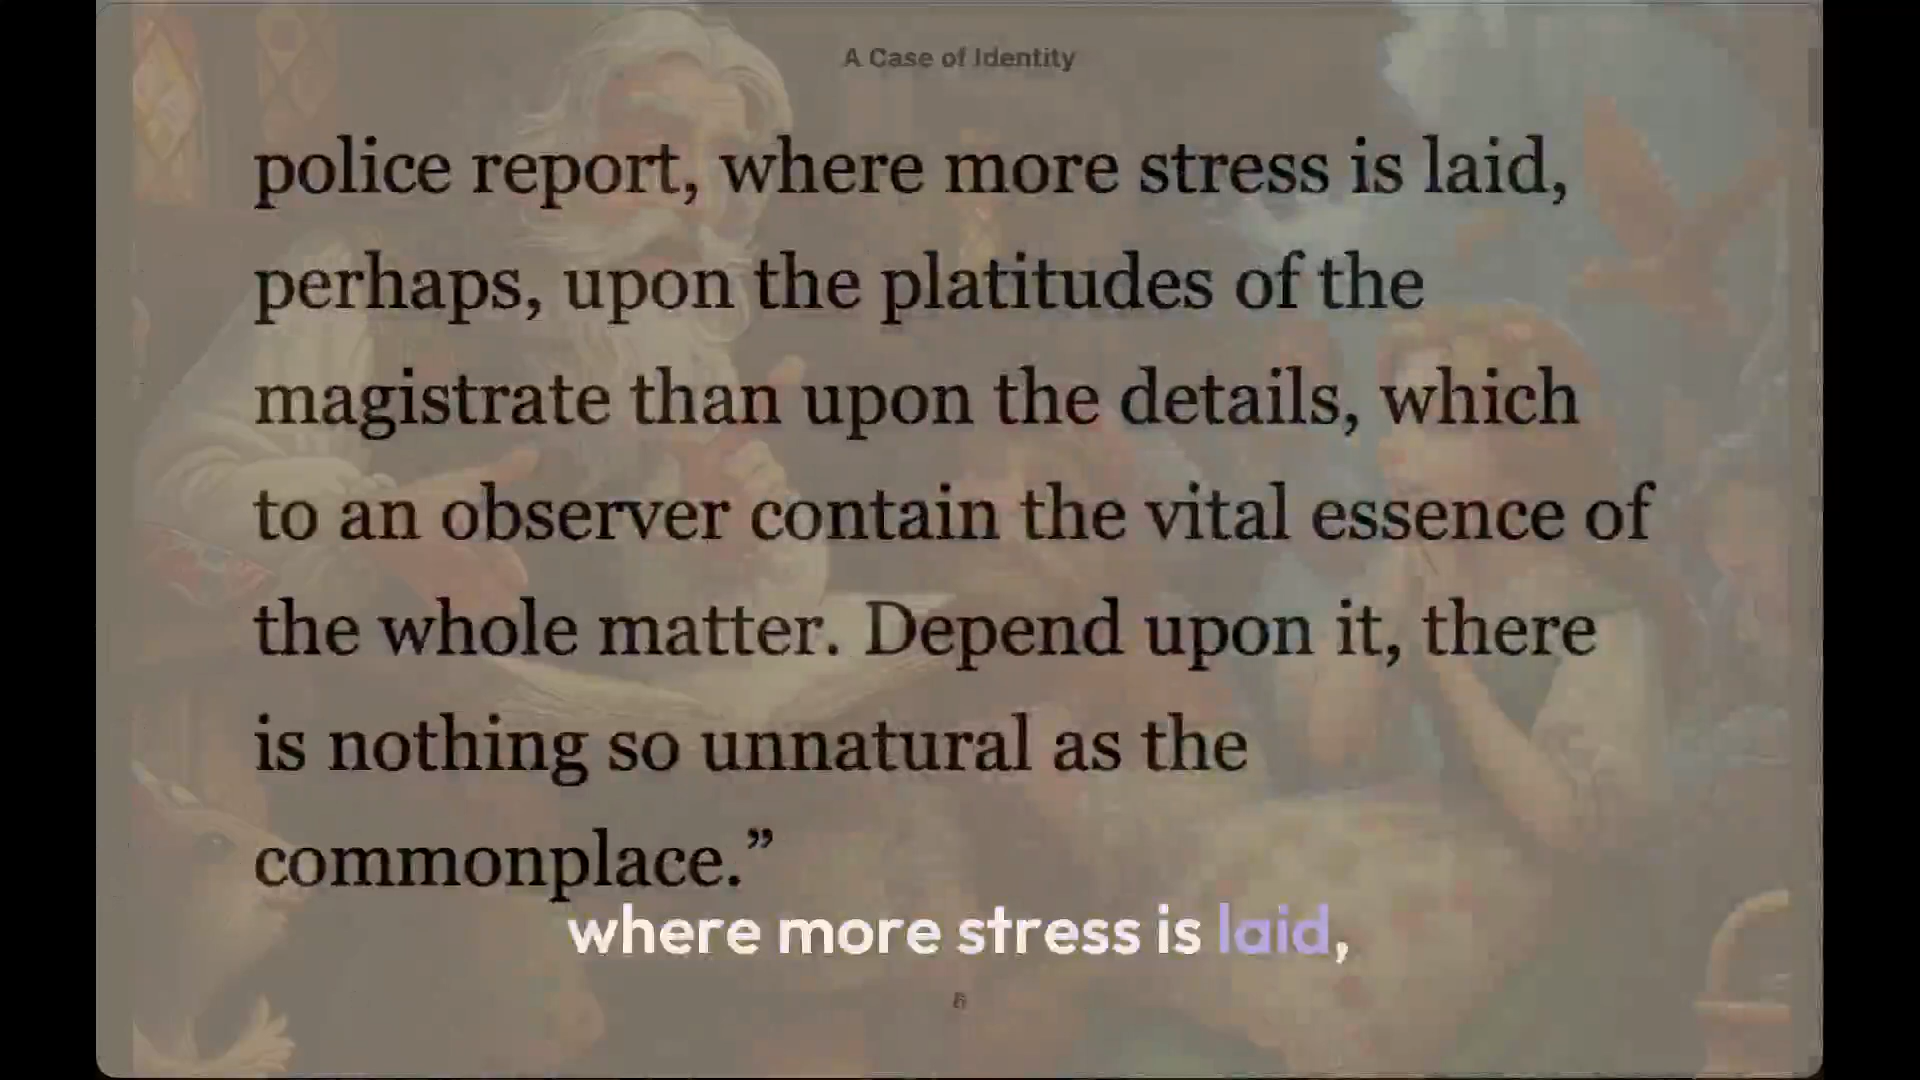 A Case of Identity
police report, where more stress is laid,
perhaps, upon the platitudes of the
magistrate than upon the details, which
to an observer contain the vital essence of
the whole matter. Depend upon it, there
is nothing so unnatural as the
commonplace.”
where more stress is laid,